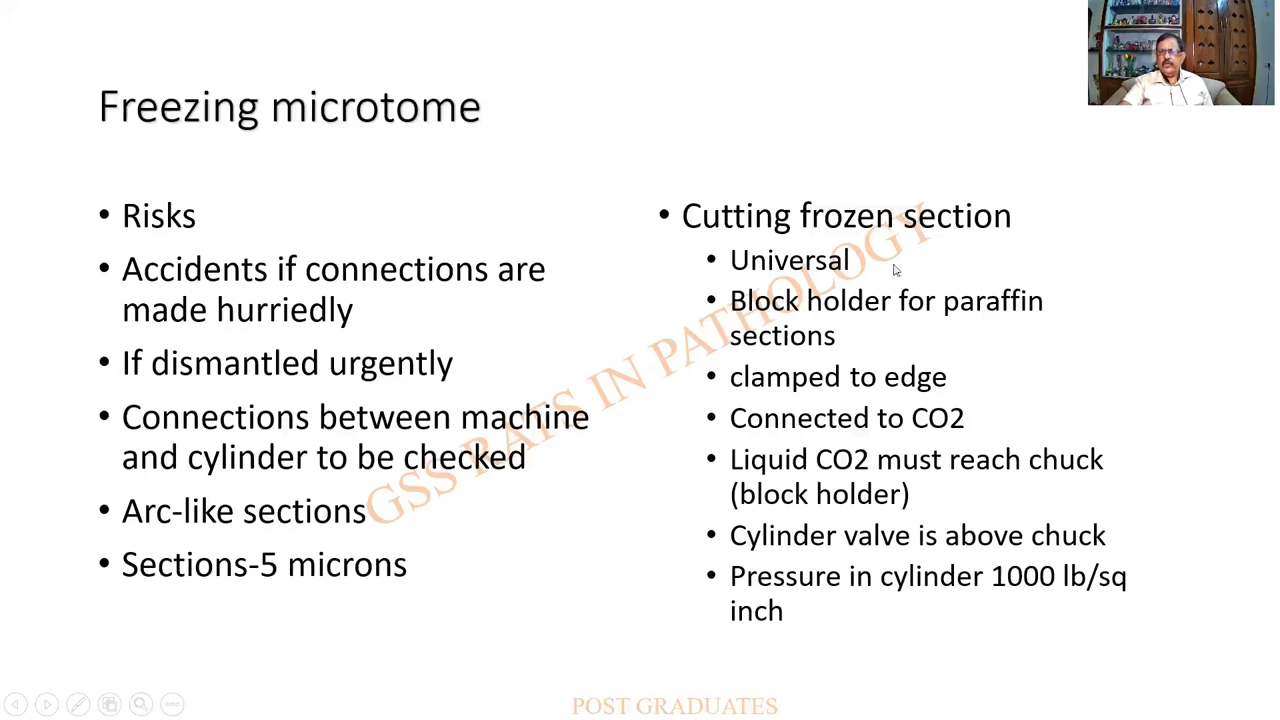 Freezing microtome
• Risks
• Accidents if connections are
made hurriedly
• If dismantled urgently
• Connections between machine
and cylinder to be checked
• Arc-like sections
• Sections-5 microns
• Cutting frozen section
• Universal
• Block holder for paraffin
sections
• clamped to edge
• Connected to CO2
• Liquid CO2 must reach chuck
(block holder)
• Cylinder valve is above chuck
• Pressure in cylinder 1000 lb/sq
inch
GSS RATS IN PATHOLOGY
POST GRADUATES